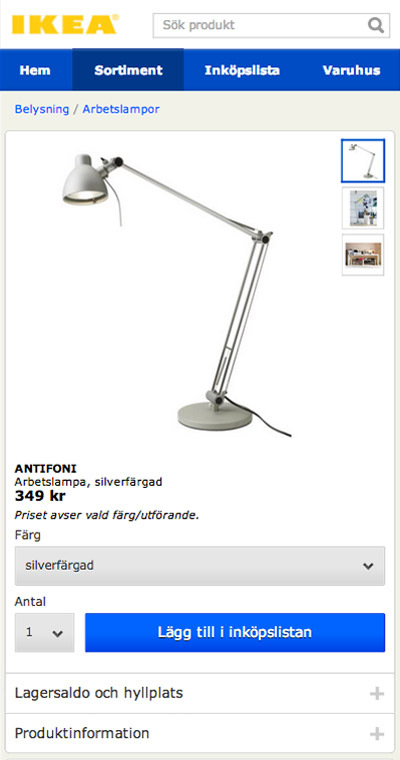 IKEA®
Sök produkt
Hem Sortiment Inköpslista Varuhus
Belysning / Arbetslampor
ANTIFONI
Arbetslampa, silverfärgad
349 kr
Priset avser vald färg/utförande.
Färg
silverfärgad
Antal
1 Lägg till i inköpslistan
Lagersaldo och hyllplats
Produktinformation